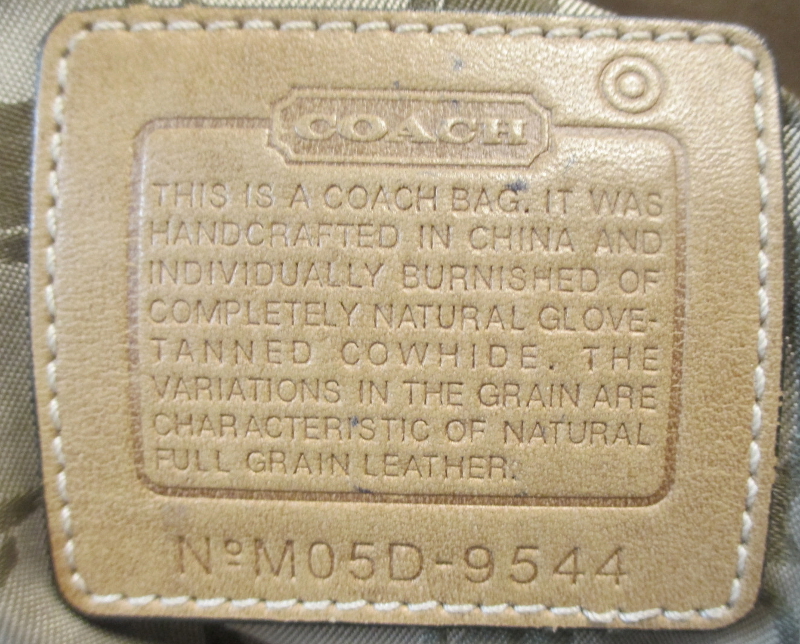 COACH
THIS IS A COACH BAG. IT WAS
HANDCRAFTED IN CHINA AND
INDIVIDUALLY BURNISHED OF
COMPLETELY NATURAL GLOVE-
TANNED COWHIDE. THE
VARIATIONS IN THE GRAIN ARE
CHARACTERISTIC OF NATURAL
FULL GRAIN LEATHER.
NºM05D-9544